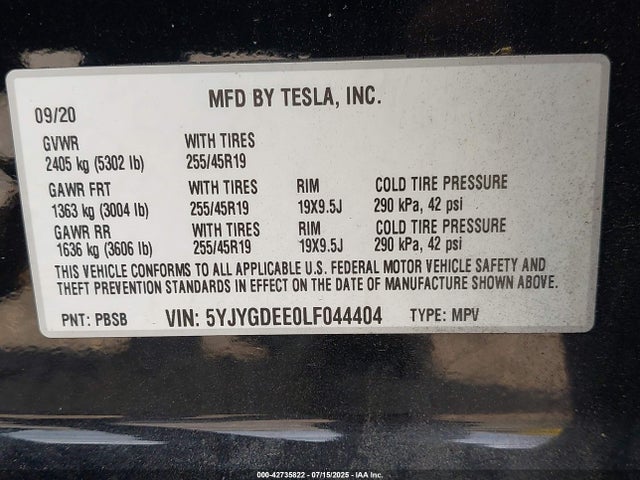 09/20
MFD BY TESLA, INC.
GVWR WITH TIRES
2405 kg (5302 lb) 255/45R19
GAWR FRT WITH TIRES RIM COLD TIRE PRESSURE
1363 kg (3004 lb) 255/45R19 19X9.5J 290 kPa, 42 psi
GAWR RR WITH TIRES RIM COLD TIRE PRESSURE
1636 kg (3606 lb) 255/45R19 19X9.5J 290 kPa, 42 psi
THIS VEHICLE CONFORMS TO ALL APPLICABLE U.S. FEDERAL MOTOR VEHICLE SAFETY AND
THEFT PREVENTION STANDARDS IN EFFECT ON THE DATE OF MANUFACTURE SHOWN ABOVE.
PNT: PBSB VIN: 5YJYGDEE0LF044404 TYPE: MPV
000-42735822 - 07/15/2025 - IAA Inc.